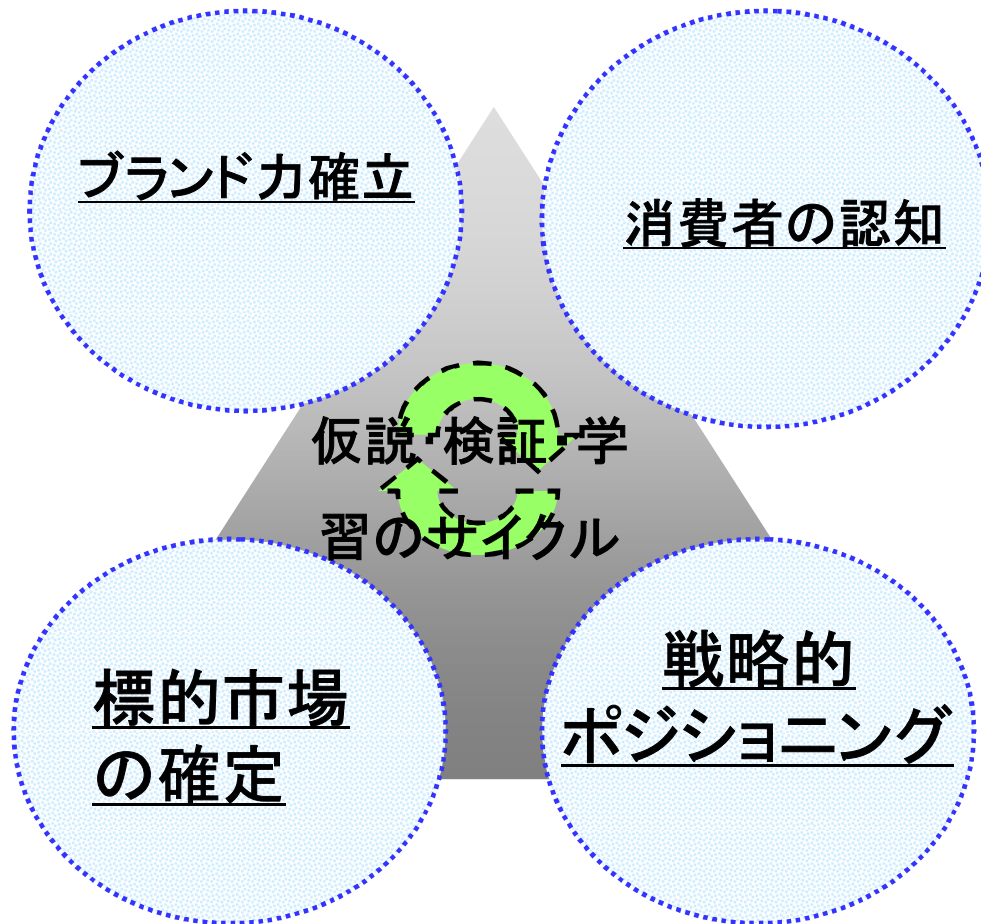 ブランド力確立
消費者の認知
仮説・検証・学
習のサイクル
標的市場
の確定
戦略的
ポジショニング